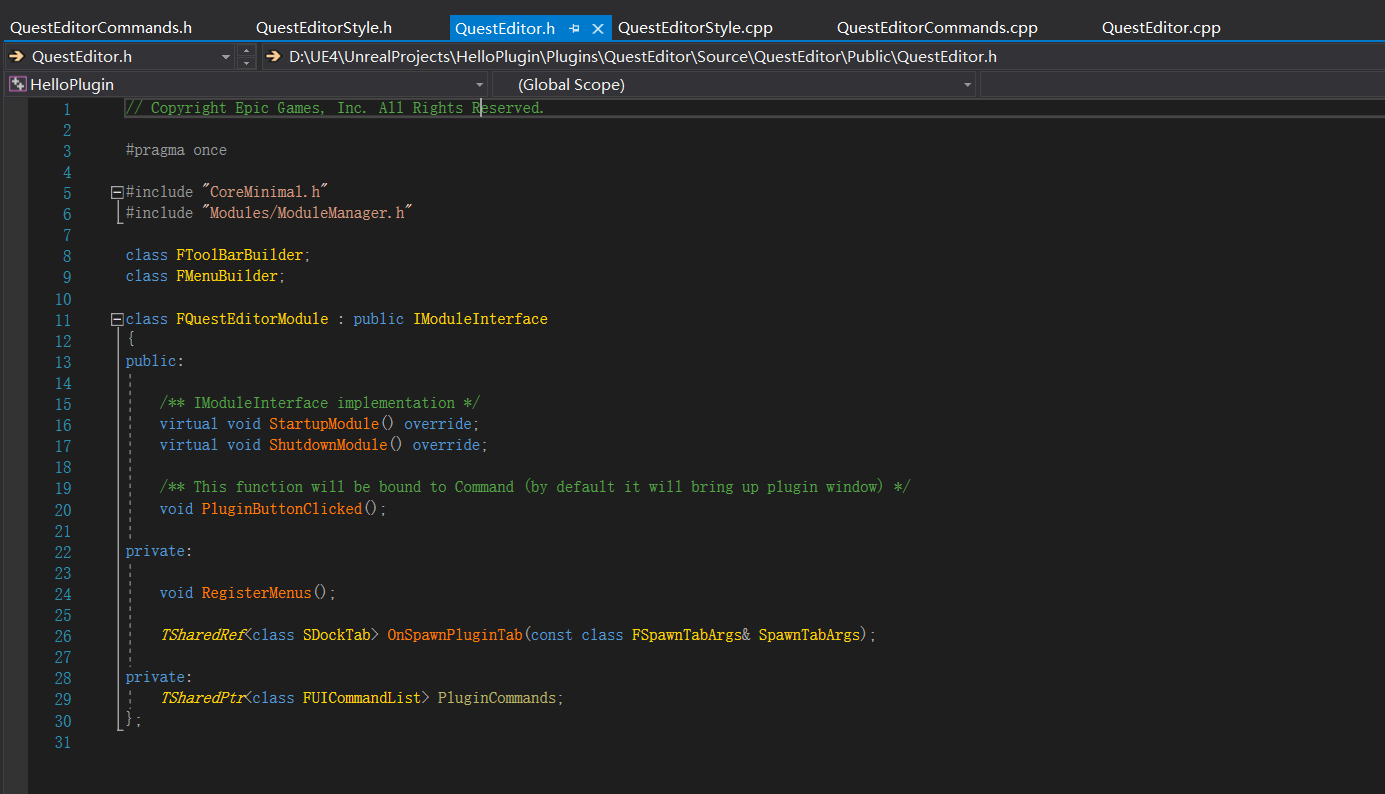 QuestEditorCommands.h QuestEditorStyle.h QuestEditor.h QuestEditorStyle.cpp QuestEditorCommands.cpp QuestEditor.cpp
QuestEditor.h D:\UE4\UnrealProjects\HelloPlugin\Plugins\QuestEditor\Source\QuestEditor\Public\QuestEditor.h
HelloPlugin (Global Scope)
1 // Copyright Epic Games, Inc. All Rights Reserved.
2
3 #pragma once
4
5 #include "CoreMinimal.h"
6 #include "Modules/ModuleManager.h"
7
8 class FToolBarBuilder;
9 class FMenuBuilder;
10
11 class FQuestEditorModule : public IModuleInterface
12 {
13 public:
14
15 /** IModuleInterface implementation */
16 virtual void StartupModule() override;
17 virtual void ShutdownModule() override;
18
19 /** This function will be bound to Command (by default it will bring up plugin window) */
20 void PluginButtonClicked();
21
22 private:
23
24 void RegisterMenus();
25
26 TSharedRef<class SDockTab> OnSpawnPluginTab(const class FSpawnTabArgs& SpawnTabArgs);
27
28 private:
29 TSharedPtr<class FUICommandList> PluginCommands;
30 };
31